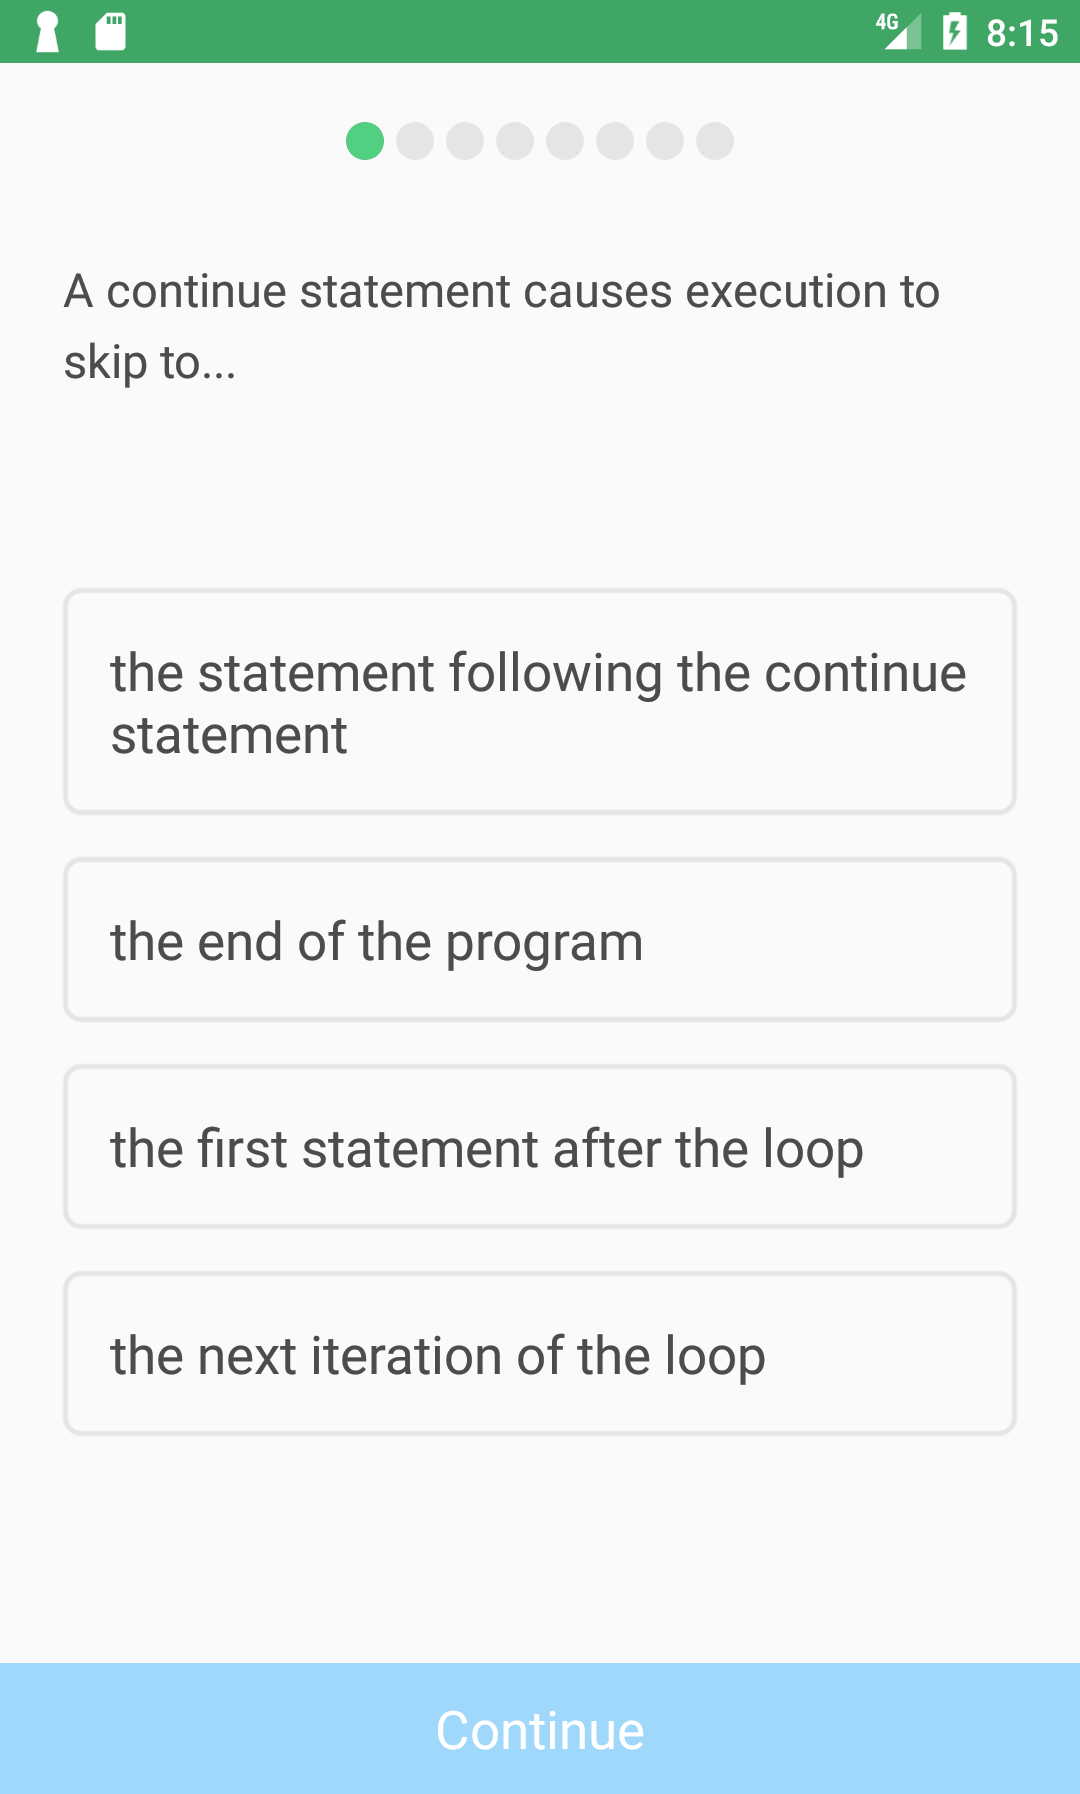 4G 8:15
A continue statement causes execution to
skip to...
the statement following the continue
statement
the end of the program
the first statement after the loop
the next iteration of the loop
Continue